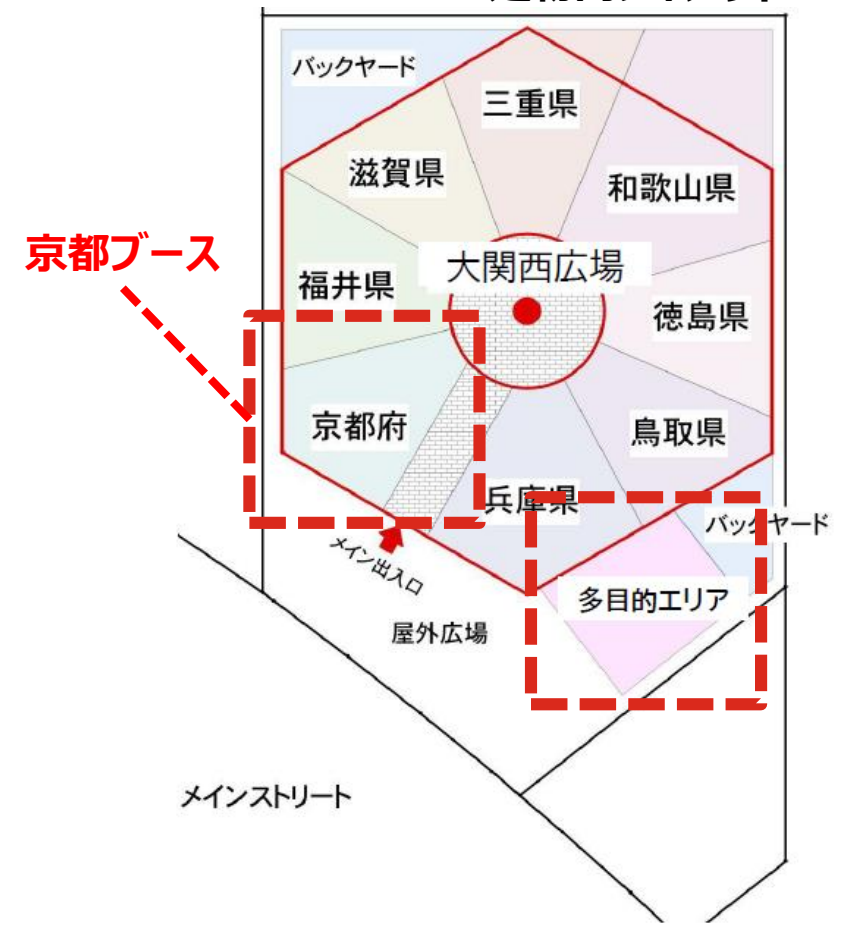 バックヤード
三重県
滋賀県
和歌山県
京都ブース
大関西広場
福井県
徳島県
京都府
鳥取県
兵庫県
バックヤード
メイン出入口
多目的エリア
屋外広場
メインストリート